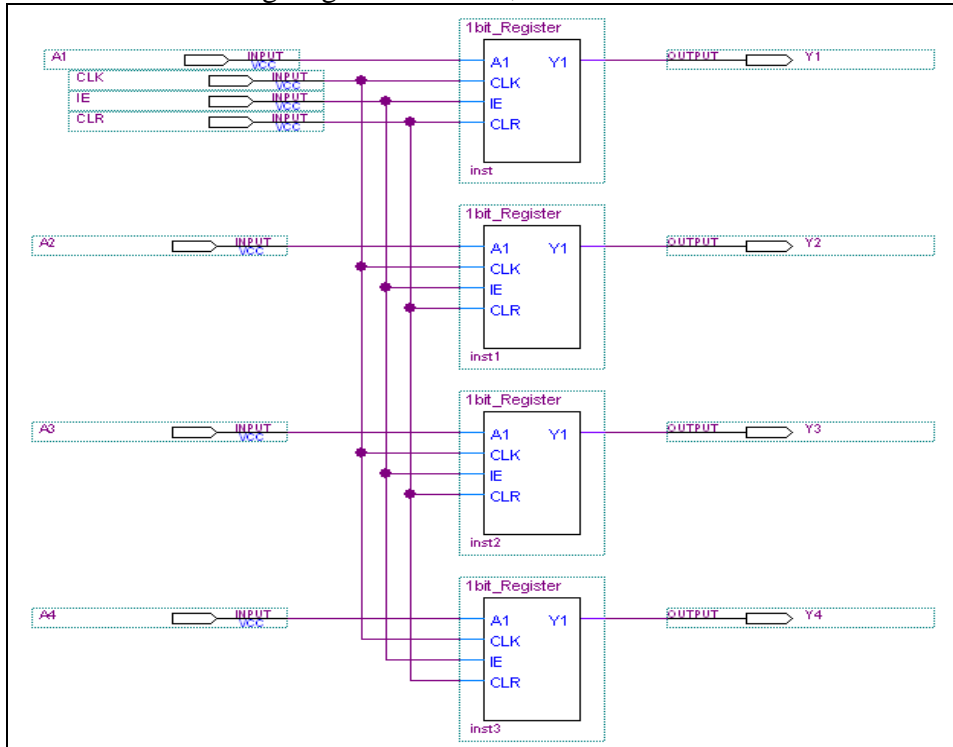 1bit_Register
A1 INPUT VCC A1 Y1 OUTPUT Y1
CLK INPUT VCC CLK
IE INPUT VCC IE
CLR INPUT VCC CLR
inst
1bit_Register
A2 INPUT VCC A1 Y1 OUTPUT Y2
CLK
IE
CLR
inst1
1bit_Register
A3 INPUT VCC A1 Y1 OUTPUT Y3
CLK
IE
CLR
inst2
1bit_Register
A4 INPUT VCC A1 Y1 OUTPUT Y4
CLK
IE
CLR
inst3